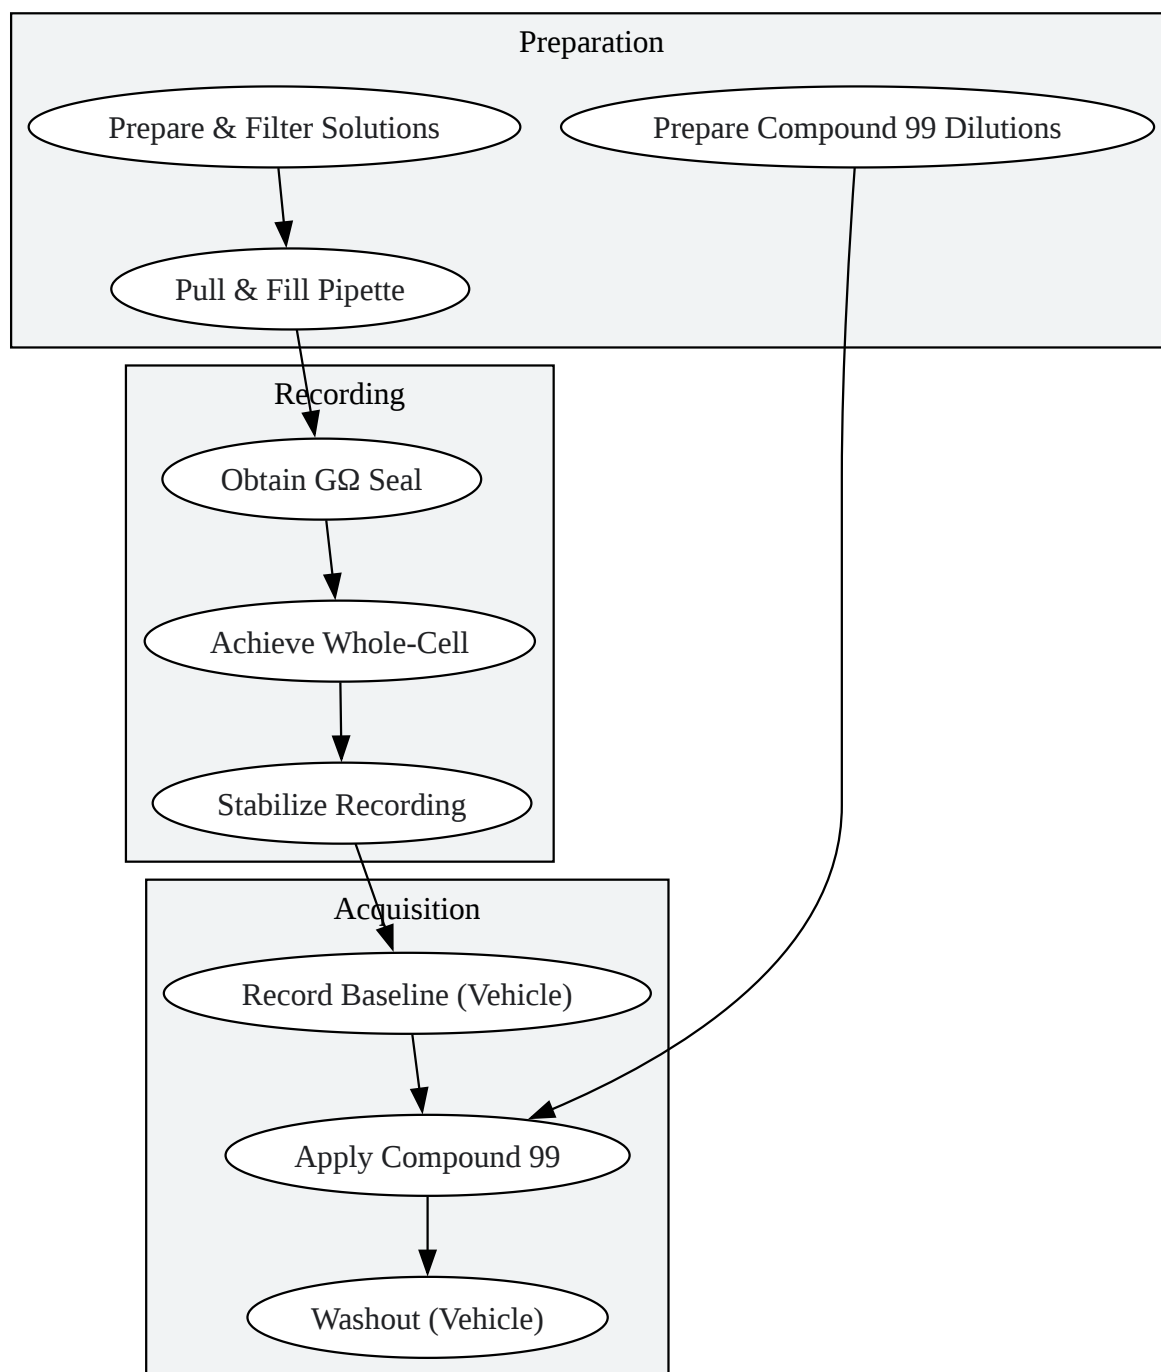 Preparation
Prepare & Filter Solutions
Prepare Compound 99 Dilutions
Pull & Fill Pipette
Recording
Obtain GΩ Seal
Achieve Whole-Cell
Stabilize Recording
Acquisition
Record Baseline (Vehicle)
Apply Compound 99
Washout (Vehicle)